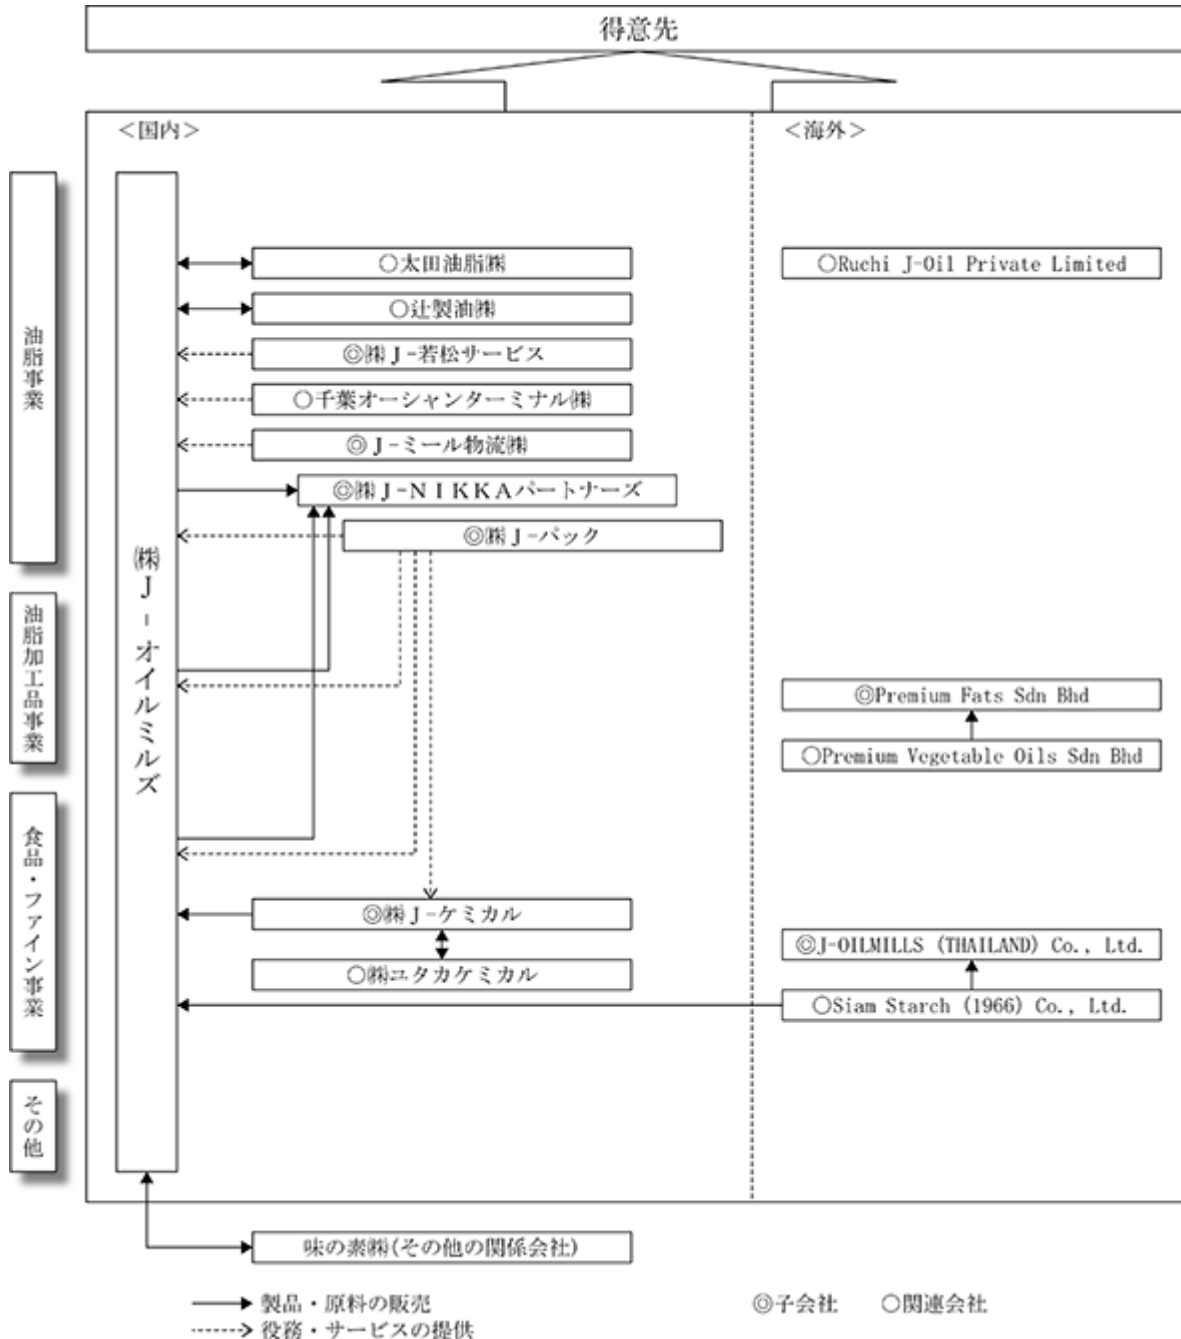 得意先
＜国内＞
＜海外＞
油脂事業
油脂加工品事業
食品・ファイン事業
その他
㈱Ｊ-オイルミルズ
○太田油脂㈱
○辻製油㈱
◎㈱Ｊ-若松サービス
○千葉オーシャンターミナル㈱
◎Ｊ-ミール物流㈱
◎㈱Ｊ-ＮＩＫＫＡパートナーズ
◎㈱Ｊ-パック
◎㈱Ｊ-ケミカル
○㈱ユタカケミカル
○Ruchi J-Oil Private Limited
◎Premium Fats Sdn Bhd
○Premium Vegetable Oils Sdn Bhd
◎J-OILMILLS (THAILAND) Co., Ltd.
○Siam Starch (1966) Co., Ltd.
味の素㈱(その他の関係会社)
製品・原料の販売
役務・サービスの提供
◎子会社 ○関連会社